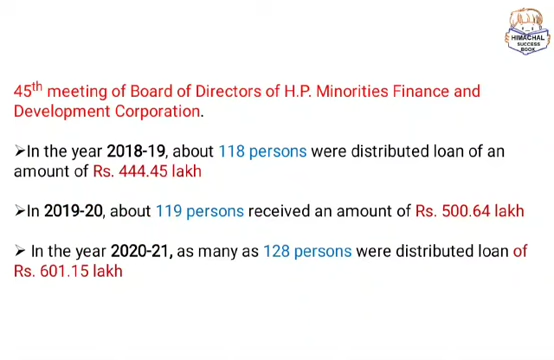 HIMACHAL
SUCCESS
BOOK
45th meeting of Board of Directors of H.P. Minorities Finance and
Development Corporation.
➢In the year 2018-19, about 118 persons were distributed loan of an
amount of Rs. 444.45 lakh
➢In 2019-20, about 119 persons received an amount of Rs. 500.64 lakh
➢ In the year 2020-21, as many as 128 persons were distributed loan of
Rs. 601.15 lakh